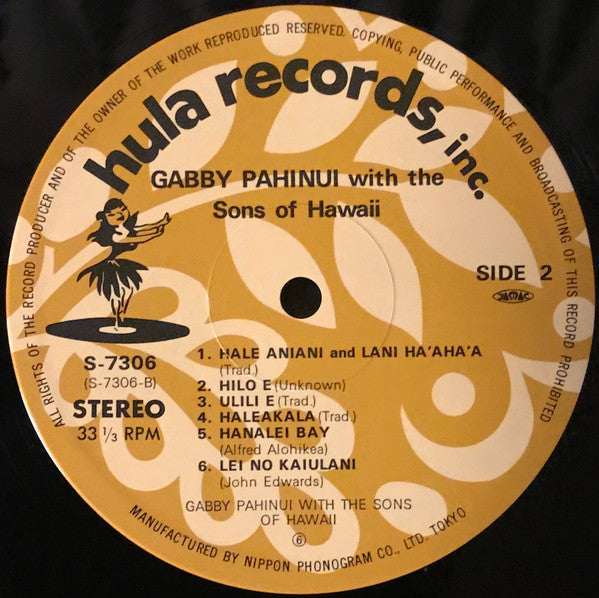 ALL RIGHTS OF THE RECORD PRODUCER AND OF THE OWNER OF THE WORK REPRODUCED RESERVED. COPYING, PUBLIC PERFORMANCE AND BROADCASTING OF THIS RECORD PROHIBITED
hula records, inc.
GABBY PAHINUI with the
Sons of Hawaii
SIDE 2
JASRAC
S-7306
(S-7306-B)
STEREO
33 1/3 RPM
1. HALE ANIANI and LANI HA'AHA'A
(Trad.)
2. HILO E (Unknown)
3. ULILI E (Trad.)
4. HALEAKALA (Trad.)
5. HANALEI BAY
(Alfred Alohikea)
6. LEI NO KAIULANI
(John Edwards)
GABBY PAHINUI WITH THE SONS
OF HAWAII
⑥
MANUFACTURED BY NIPPON PHONOGRAM CO., LTD. TOKYO